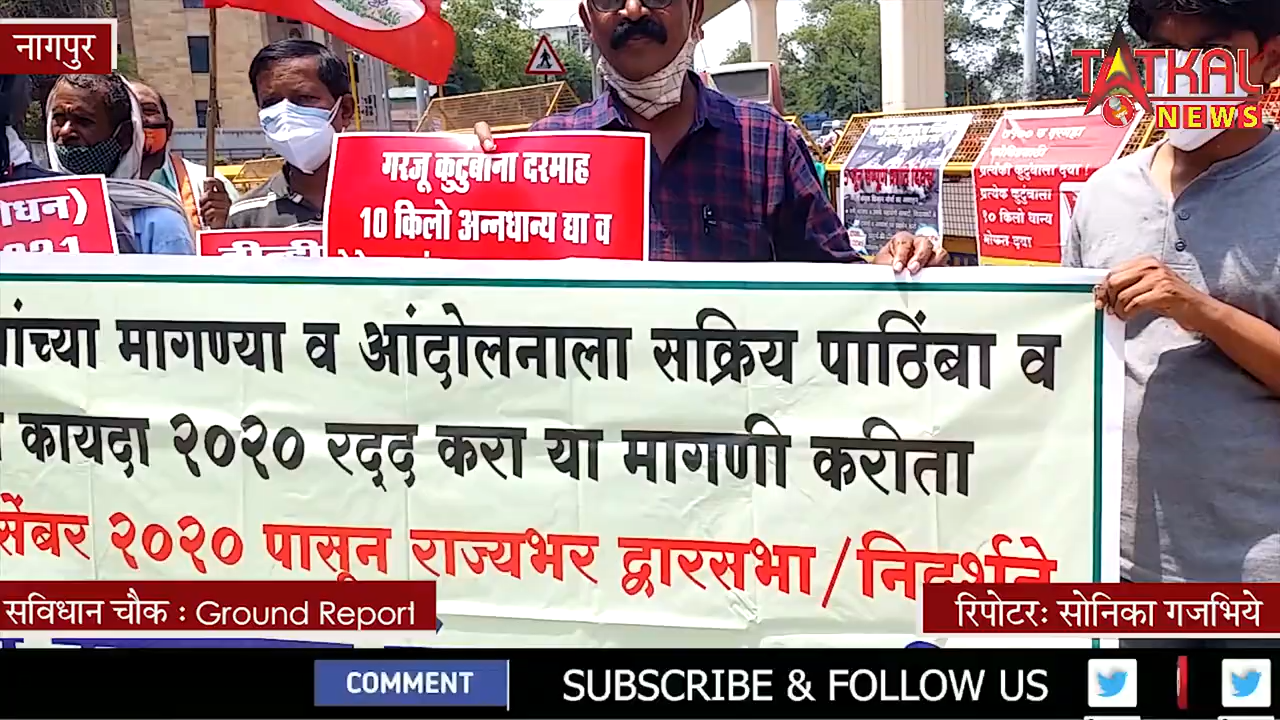 नागपुर
TATKAL
NEWS
गरजू कुटुबाना दरमाह
10 किलो अन्नधान्य द्या व
प्रत्येक कुटुंबाला
१० किलो धान्य
मोफत दया
मागण्या व आंदोलनाला सक्रिय पाठिंबा व
कायदा २०२० रद्द करा या मागणी करीता
२०२० पासून राज्यभर द्वारसभा/निदर्शने
सविधान चौक : Ground Report
रिपोटरः सोनिका गजभिये
COMMENT
SUBSCRIBE & FOLLOW US